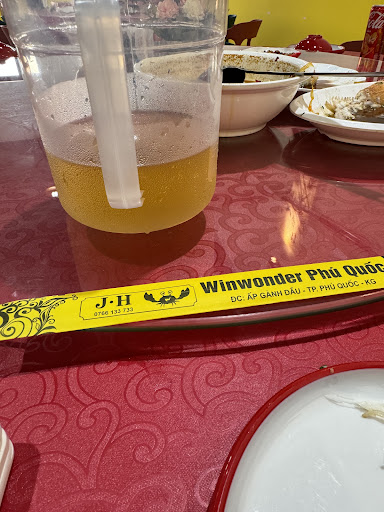 J·H
0766 133 733
Winwonder Phú Quốc
ĐC: ẤP GÀNH DẦU - TP. PHÚ QUỐC - KG